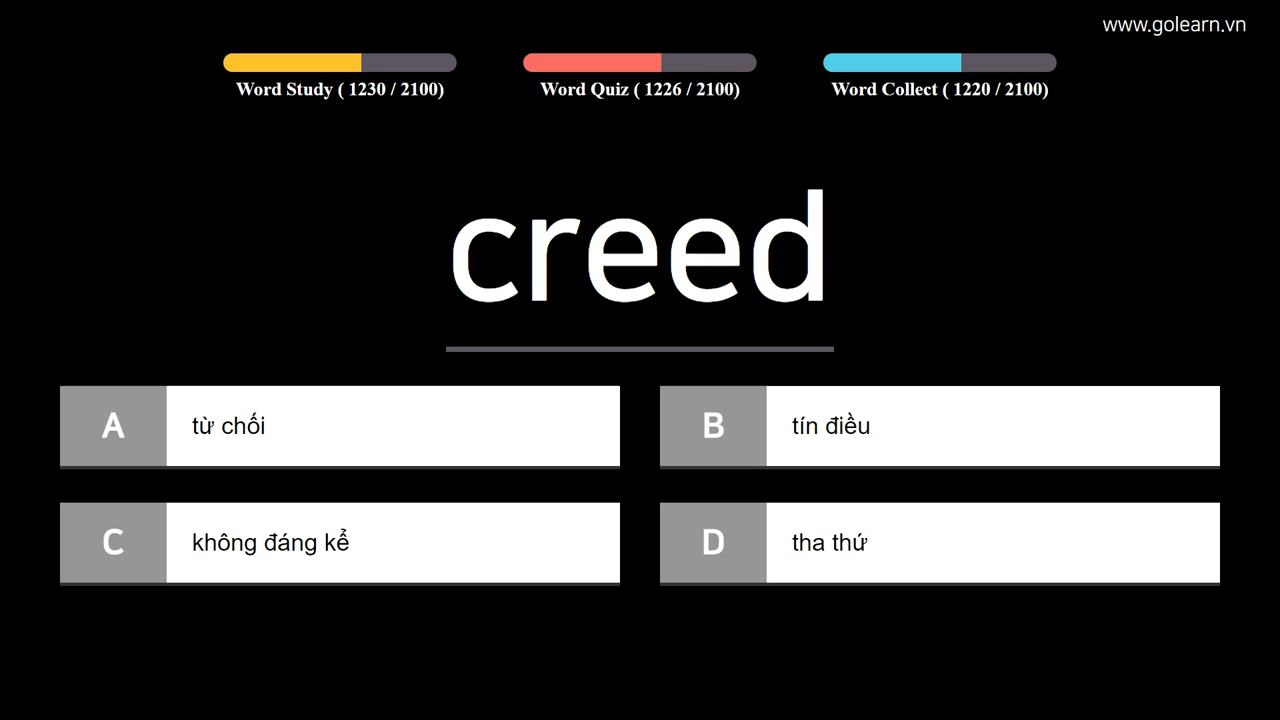 www.golearn.vn
Word Study ( 1230 / 2100)
Word Quiz ( 1226 / 2100)
Word Collect ( 1220 / 2100)
creed
A từ chối
B tín điều
C không đáng kể
D tha thứ